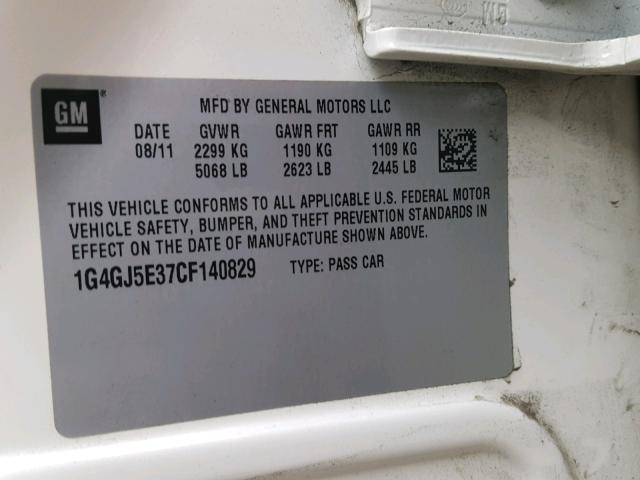 K15
GM ®
MFD BY GENERAL MOTORS LLC
DATE GVWR GAWR FRT GAWR RR
08/11 2299 KG 1190 KG 1109 KG
5068 LB 2623 LB 2445 LB
THIS VEHICLE CONFORMS TO ALL APPLICABLE U.S. FEDERAL MOTOR
VEHICLE SAFETY, BUMPER, AND THEFT PREVENTION STANDARDS IN
EFFECT ON THE DATE OF MANUFACTURE SHOWN ABOVE.
1G4GJ5E37CF140829 TYPE: PASS CAR